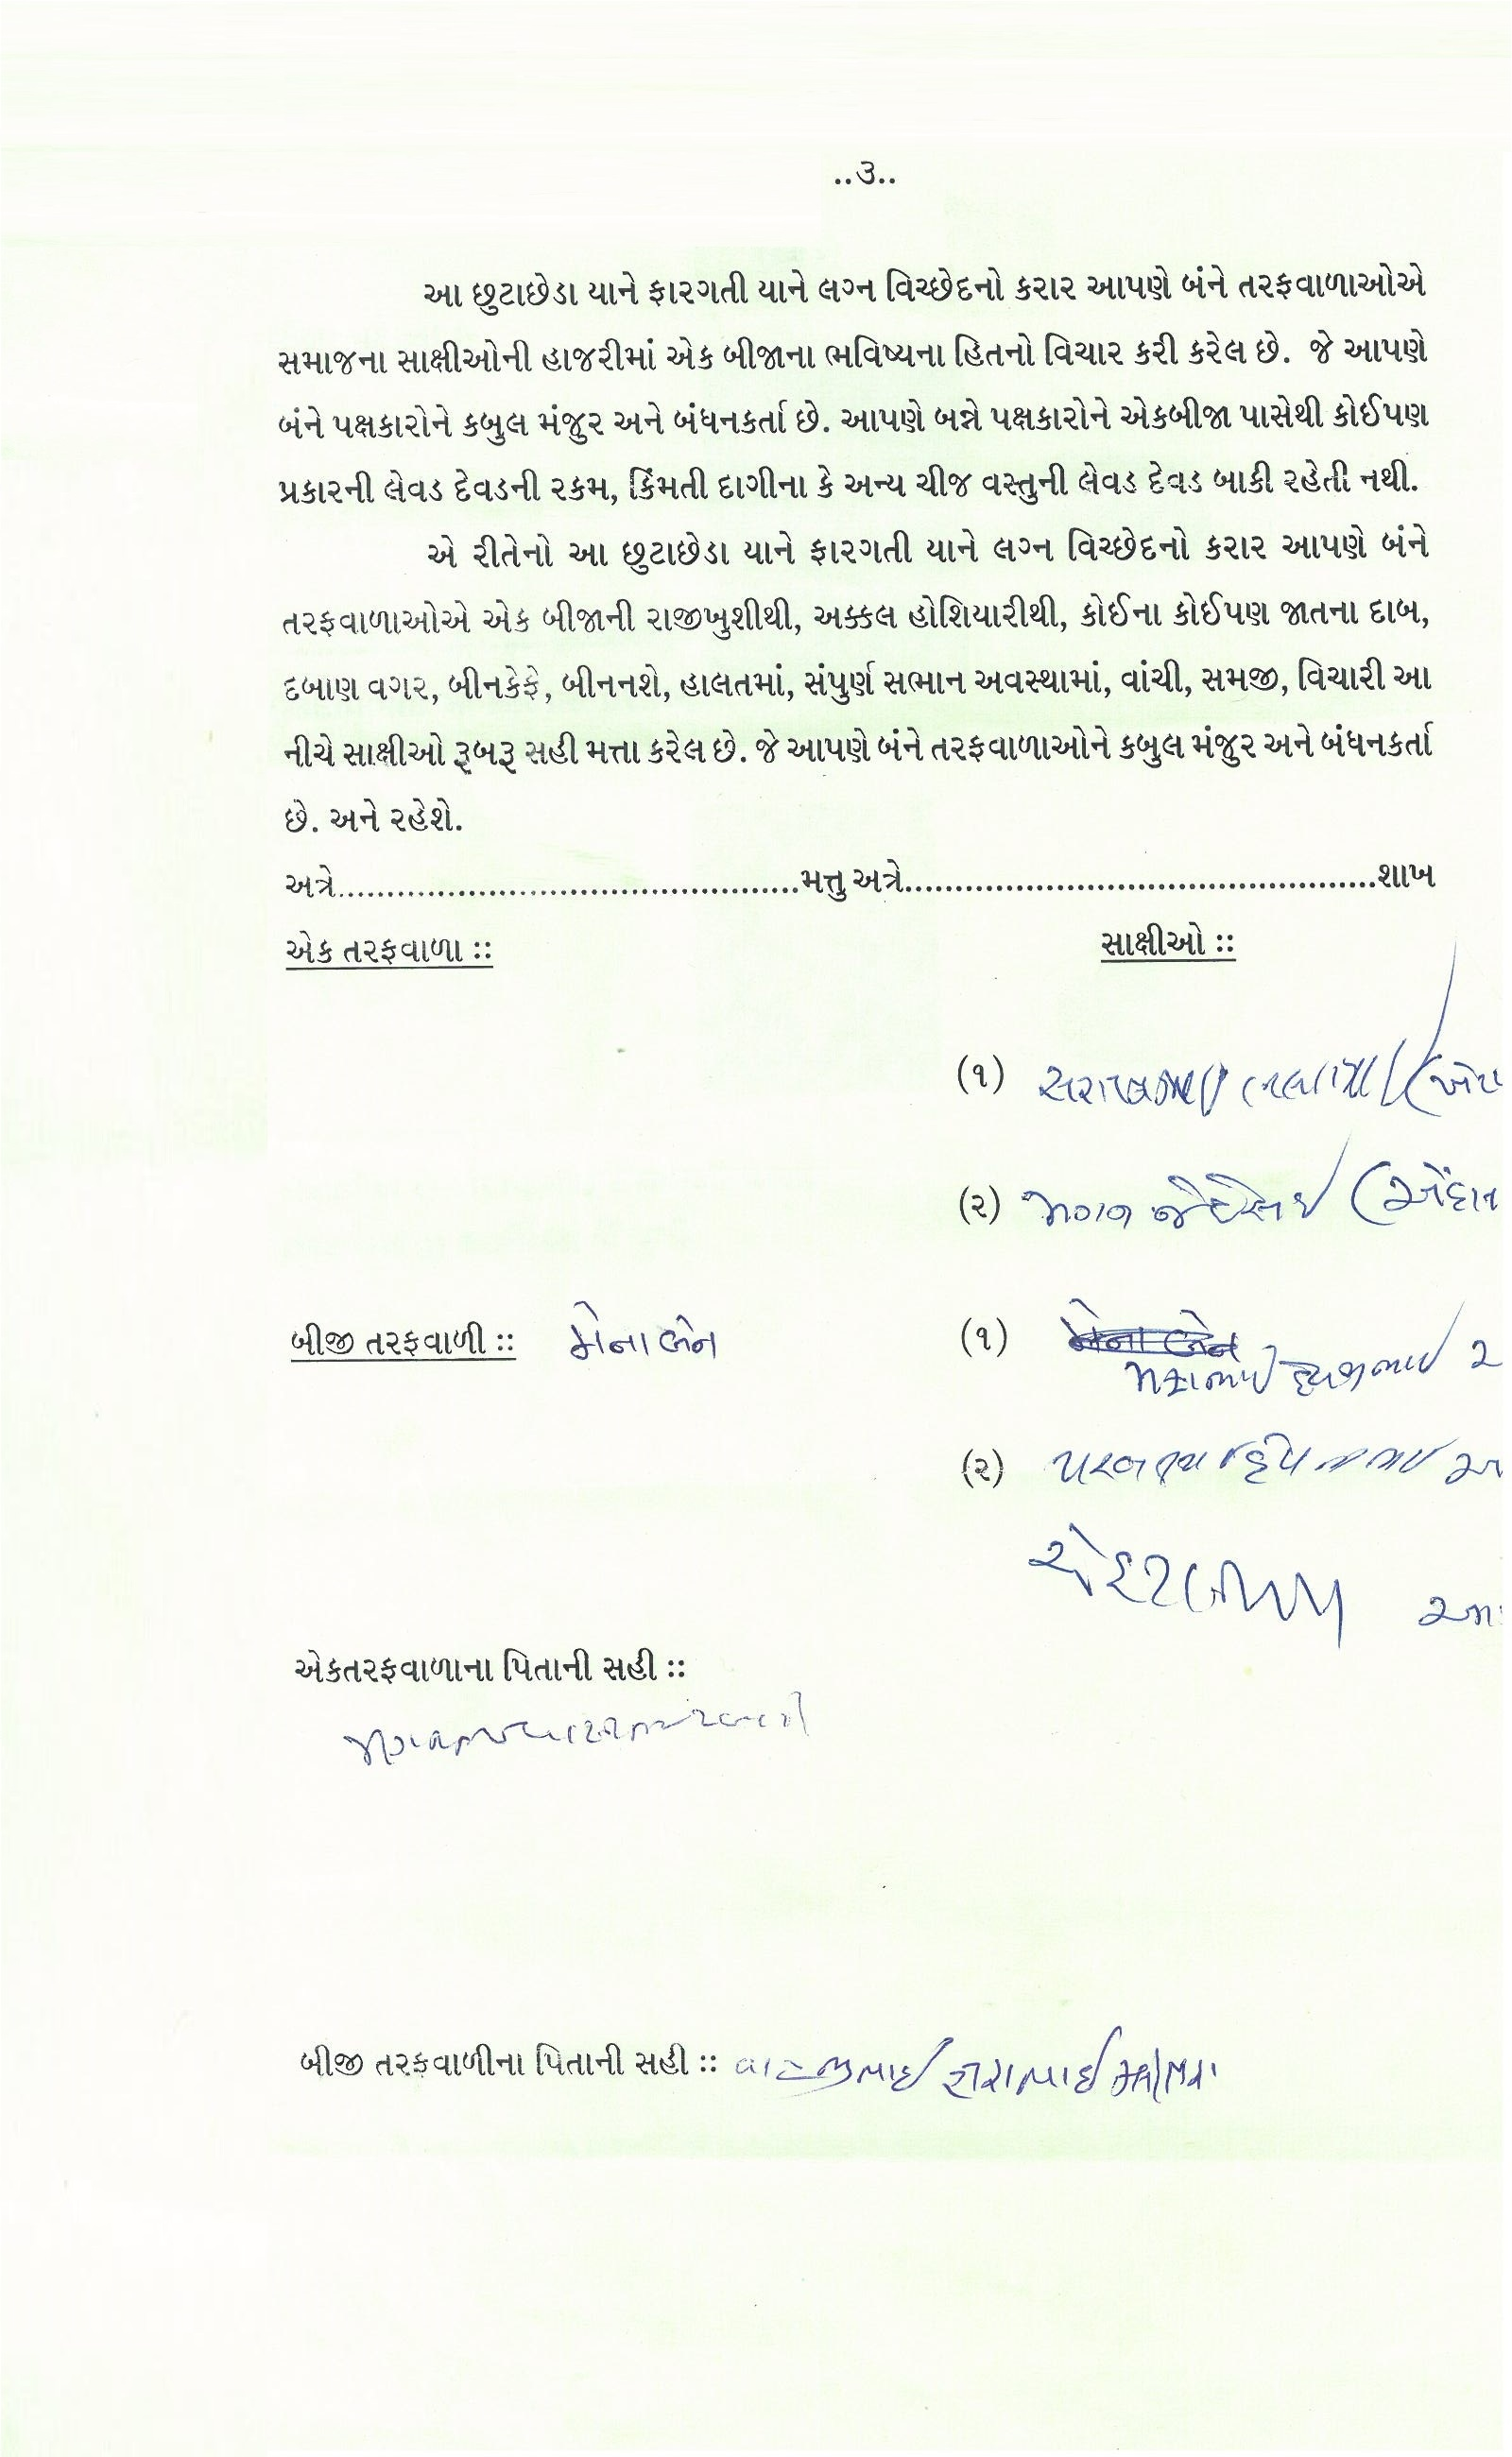 ..૩..
આ છુટાછેડા યાને ફારગતી યાને લગ્ન વિચ્છેદનો કરાર આપણે બંને તરફવાળાઓએ
સમાજના સાક્ષીઓની હાજરીમાં એક બીજાના ભવિષ્યના હિતનો વિચાર કરી કરેલ છે. જે આપણે
બંને પક્ષકારોને કબુલ મંજુર અને બંધનકર્તા છે. આપણે બન્ને પક્ષકારોને એકબીજા પાસેથી કોઈપણ
પ્રકારની લેવડ દેવડની રકમ, કિંમતી દાગીના કે અન્ય ચીજ વસ્તુની લેવડ દેવડ બાકી રહેતી નથી.
એ રીતેનો આ છુટાછેડા યાને ફારગતી યાને લગ્ન વિચ્છેદનો કરાર આપણે બંને
તરફવાળાઓએ એક બીજાની રાજીખુશીથી, અક્કલ હોશિયારીથી, કોઈના કોઈપણ જાતના દાબ,
દબાણ વગર, બીનકેફે, બીનનશે, હાલતમાં, સંપુર્ણ સભાન અવસ્થામાં, વાંચી, સમજી, વિચારી આ
નીચે સાક્ષીઓ રૂબરૂ સહી મત્તા કરેલ છે. જે આપણે બંને તરફવાળાઓને કબુલ મંજુર અને બંધનકર્તા
છે. અને રહેશે.
અત્રે..............................................મત્તુ અત્રે...............................................શાખ
એક તરફવાળા :: સાક્ષીઓ ::
(૧)
(૨)
બીજી તરફવાળી :: મેનાબેન (૧) મેનાબેન
(૨)
એકતરફવાળાના પિતાની સહી ::
બીજી તરફવાળીના પિતાની સહી ::